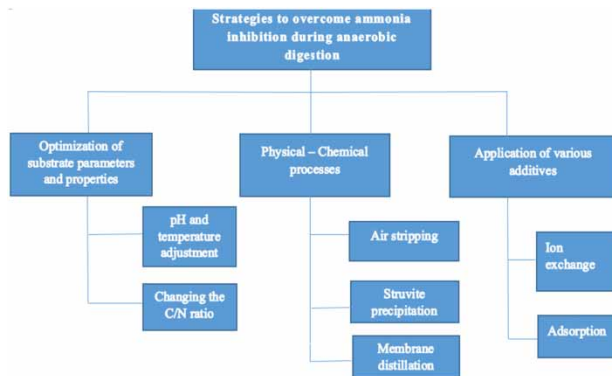 Strategies to overcome ammonia
inhibition during anaerobic
digestion
Optimization of
substrate parameters
and properties
pH and
temperature
adjustment
Changing the
C/N ratio
Physical – Chemical
processes
Air stripping
Struvite
precipitation
Membrane
distillation
Application of various
additives
Ion
exchange
Adsorption